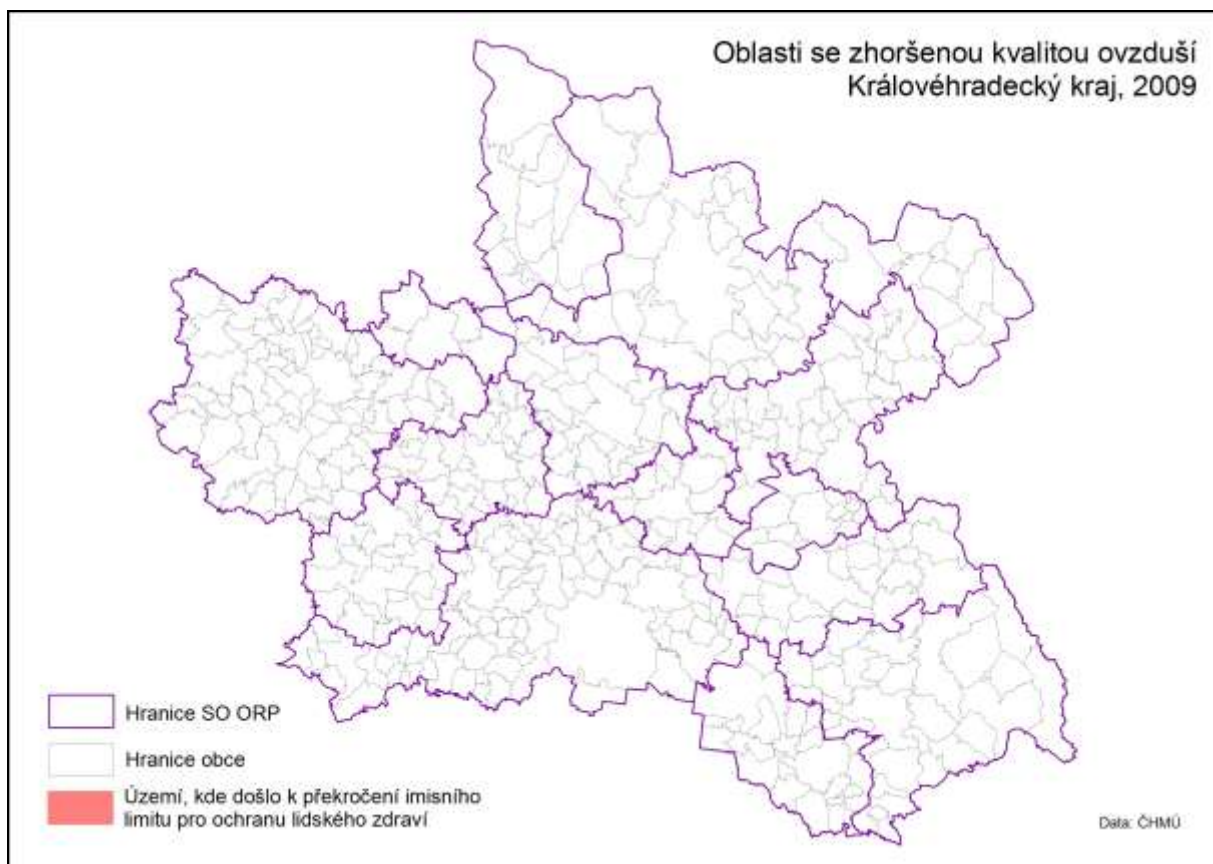 Oblasti se zhoršenou kvalitou ovzduší
Královéhradecký kraj, 2009
Hranice SO ORP
Hranice obce
Území, kde došlo k překročení imisního
limitu pro ochranu lidského zdraví
Data: ČHMÚ